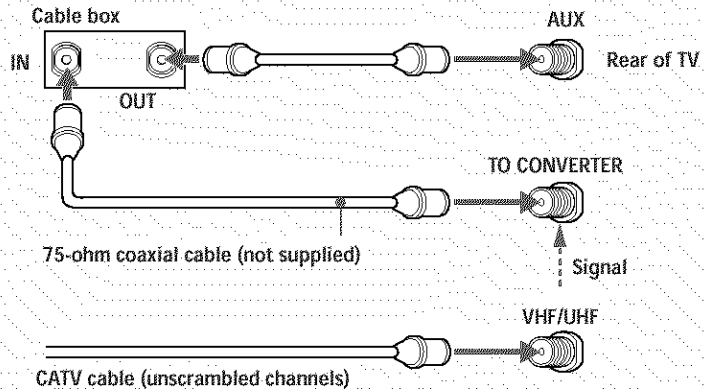 Cable box
AUX
IN
Rear of TV
OUT
TO CONVERTER
75-ohm coaxial cable (not supplied)
Signal
VHF/UHF
CATV cable (unscrambled channels)